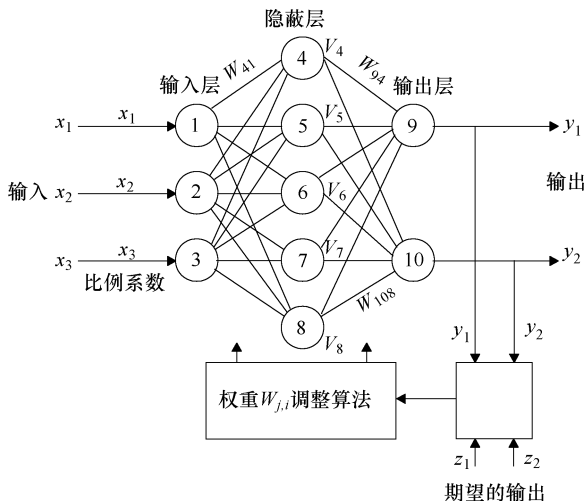 隐蔽层
4
V4
W41
W94
输入层
输出层
x1
x1
1
5
V5
9
y1
输入
x2
x2
2
6
V6
输出
x3
x3
3
7
V7
10
y2
比例系数
W108
8
V8
y1
y2
权重Wj,i调整算法
z1
z2
期望的输出